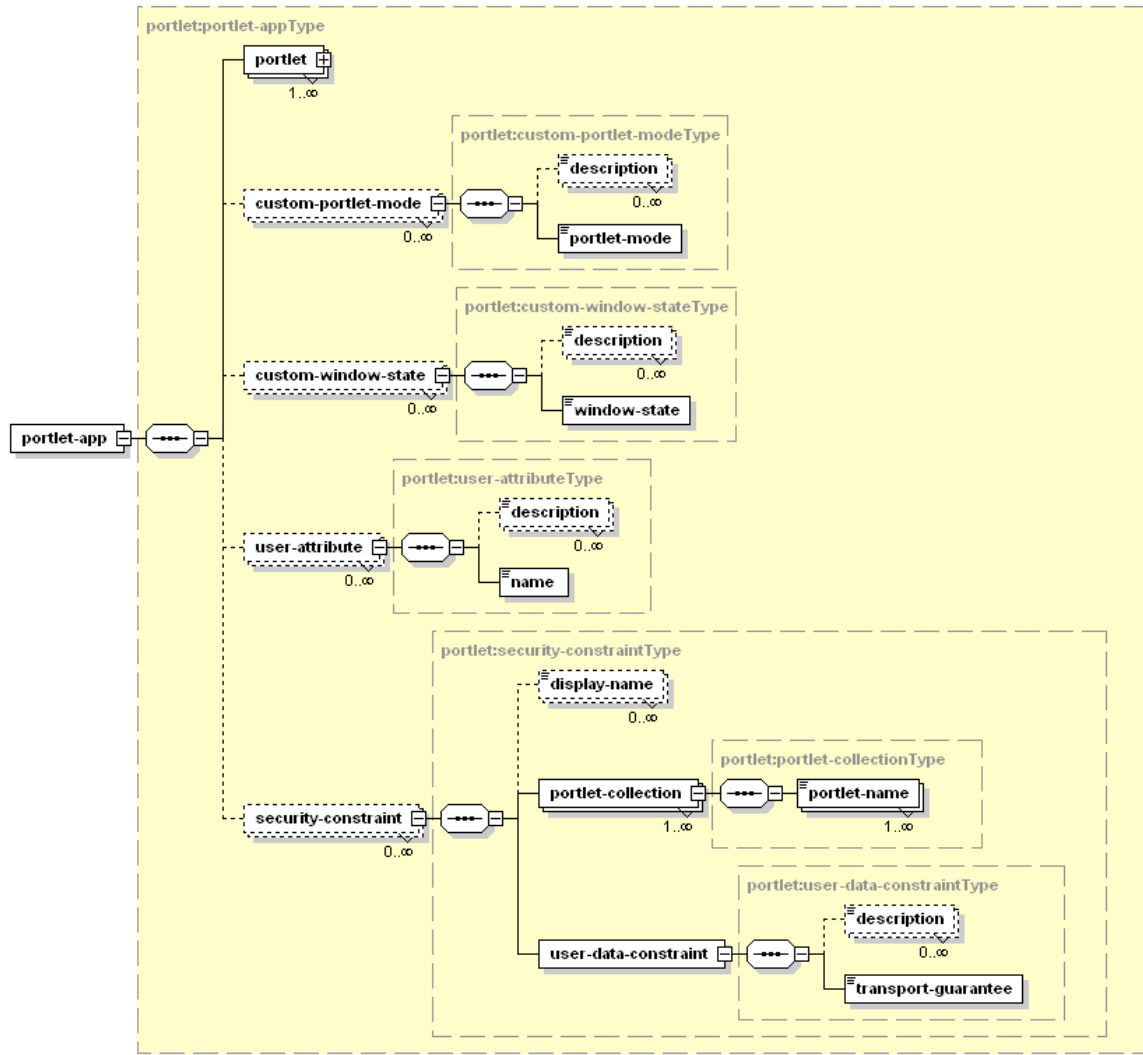 portlet:portlet-appType
portlet
1..∞
portlet:custom-portlet-modeType
description
0..∞
custom-portlet-mode
0..∞
portlet-mode
portlet:custom-window-stateType
description
0..∞
custom-window-state
0..∞
window-state
portlet-app
portlet:user-attributeType
description
0..∞
user-attribute
0..∞
name
portlet:security-constraintType
display-name
0..∞
portlet:portlet-collectionType
portlet-collection
1..∞
portlet-name
1..∞
security-constraint
0..∞
portlet:user-data-constraintType
description
0..∞
user-data-constraint
transport-guarantee